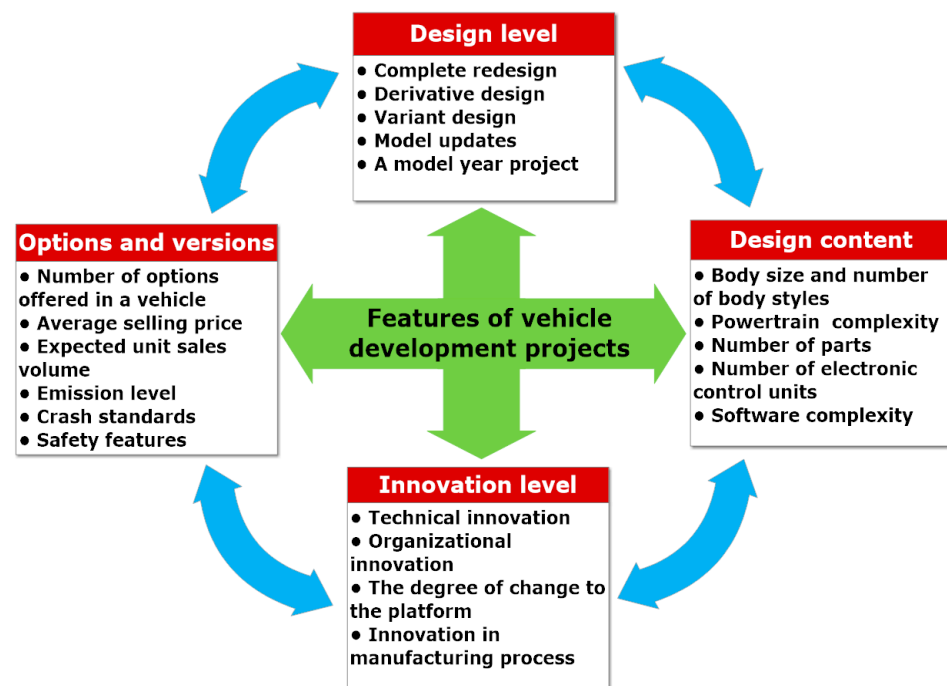 Design level
● Complete redesign
● Derivative design
● Variant design
● Model updates
● A model year project
Options and versions
● Number of options
offered in a vehicle
● Average selling price
● Expected unit sales
volume
● Emission level
● Crash standards
● Safety features
Features of vehicle
development projects
Design content
● Body size and number
of body styles
● Powertrain complexity
● Number of parts
● Number of electronic
control units
● Software complexity
Innovation level
● Technical innovation
● Organizational
innovation
● The degree of change to
the platform
● Innovation in
manufacturing process